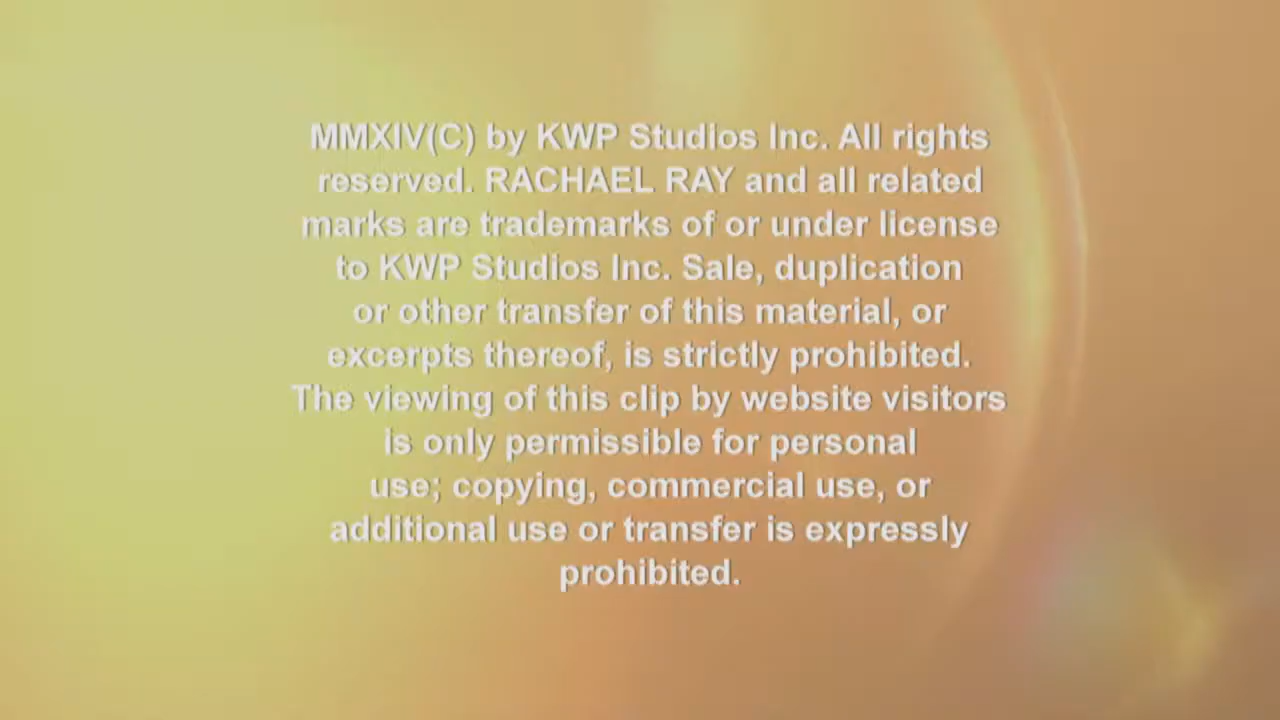 MMXIV(C) by KWP Studios Inc. All rights
reserved. RACHAEL RAY and all related
marks are trademarks of or under license
to KWP Studios Inc. Sale, duplication
or other transfer of this material, or
excerpts thereof, is strictly prohibited.
The viewing of this clip by website visitors
is only permissible for personal
use; copying, commercial use, or
additional use or transfer is expressly
prohibited.